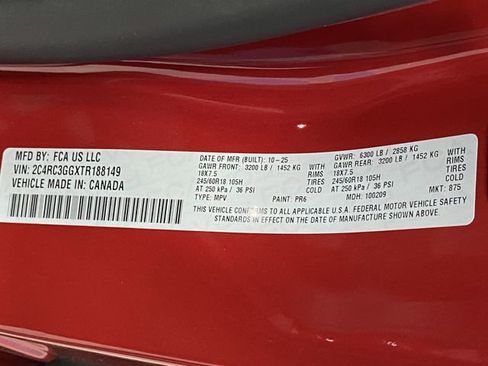 MFD BY: FCA US LLC
VIN: 2C4RC3GGXTR188149
VEHICLE MADE IN: CANADA
DATE OF MFR (BUILT): 10-25
GAWR FRONT: 3200 LB / 1452 KG
18X7.5 RIMS
245/60R18 105H TIRES
AT 250 kPa / 36 PSI COLD
TYPE: MPV PAINT: PR6
GVWR: 6300 LB / 2858 KG
GAWR REAR: 3200 LB / 1452 KG
WITH
18X7.5 RIMS
245/60R18 105H TIRES
AT 250 kPa / 36 PSI COLD
MDH: 100209 MKT: 875
THIS VEHICLE CONFORMS TO ALL APPLICABLE U.S.A. FEDERAL MOTOR VEHICLE SAFETY
STANDARDS IN EFFECT ON THE DATE OF MANUFACTURE SHOWN ABOVE.